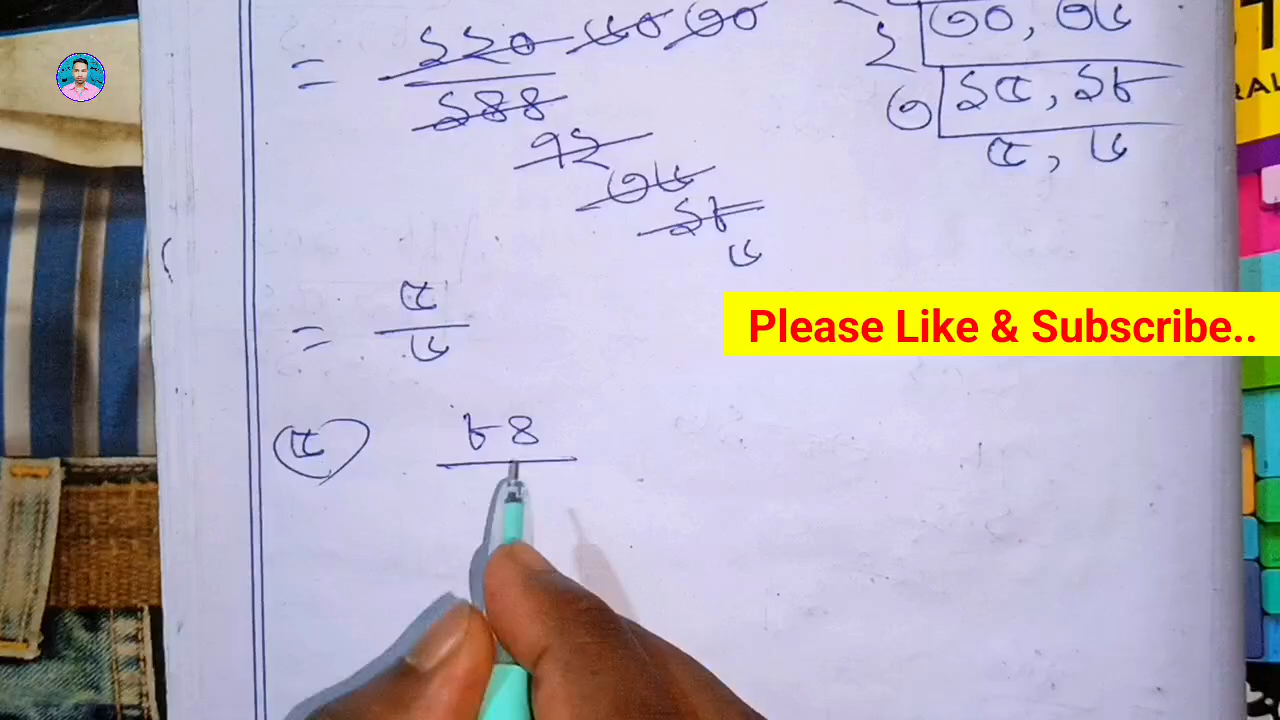 = ১২০ ৬০ ৩০
১৪৪
৭২
৩৬
১৮
৬
২ ৩০, ৩৬
৩ ১৫, ১৮
৫, ৬
= ৫
৬
Please Like & Subscribe..
৫ ৮৪